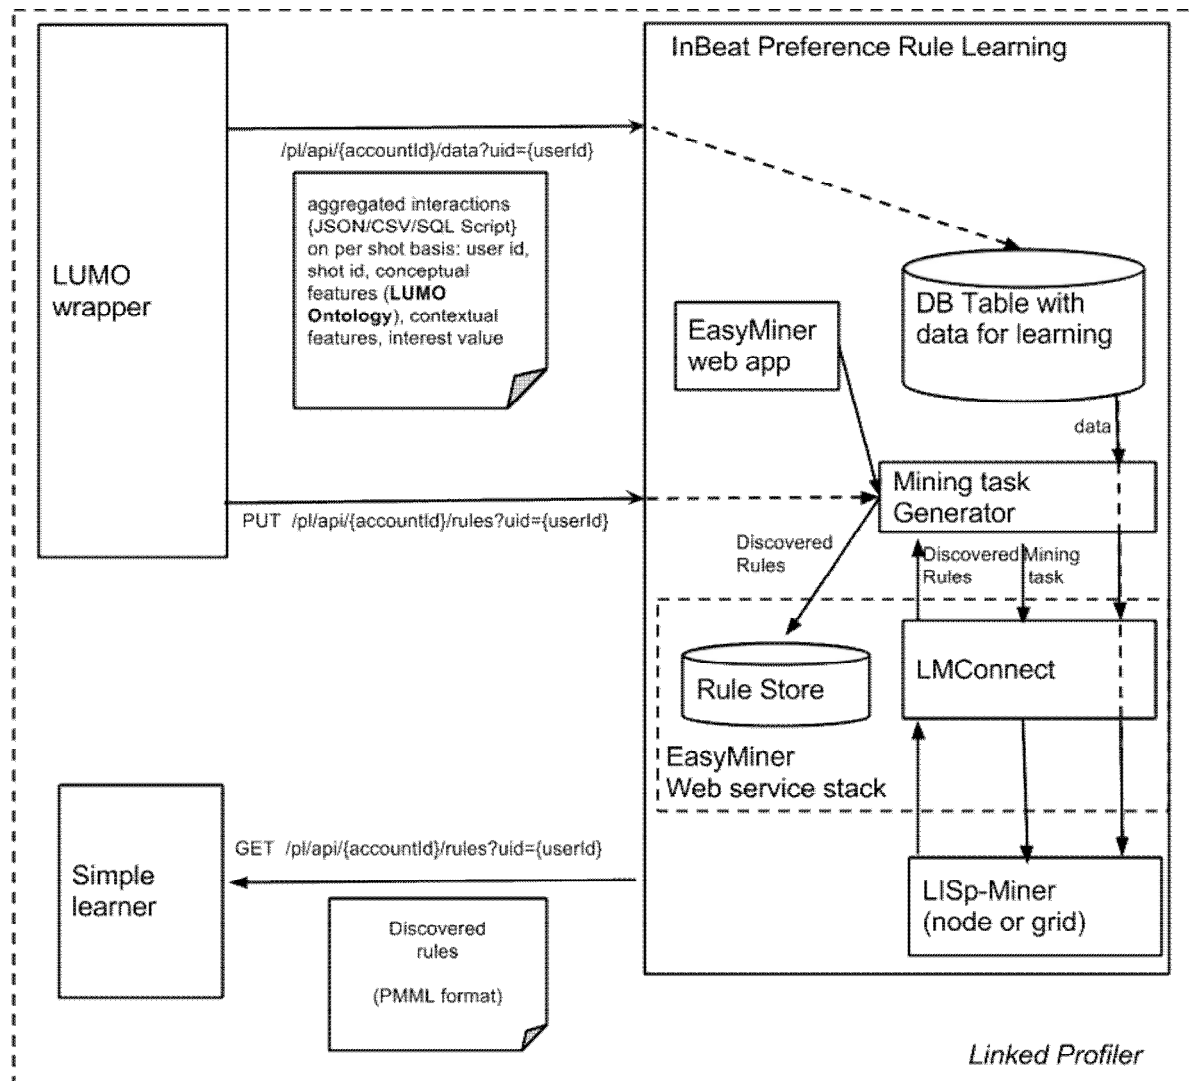 InBeat Preference Rule Learning
/pl/api/{accountId}/data?uid={userId}
aggregated interactions
{JSON/CSV/SQL Script}
on per shot basis: user id,
shot id, conceptual
features (LUMO
Ontology), contextual
features, interest value
LUMO
wrapper
DB Table with
data for learning
EasyMiner
web app
data
Mining task
Generator
PUT /pl/api/{accountId}/rules?uid={userId}
Discovered
Rules
Discovered
Rules
Mining
task
LMConnect
Rule Store
EasyMiner
Web service stack
GET /pl/api/{accountId}/rules?uid={userId}
Simple
learner
LISp-Miner
(node or grid)
Discovered
rules
(PMML format)
Linked Profiler